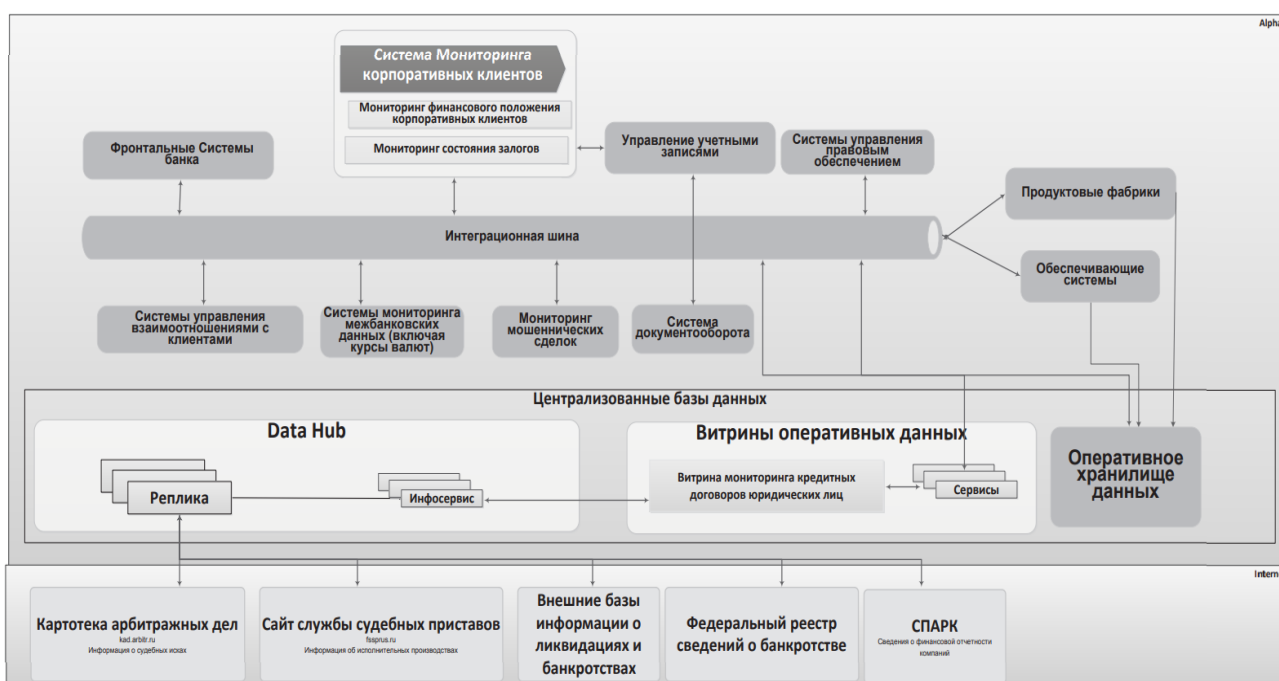 Alpha
Система Мониторинга
корпоративных клиентов
Мониторинг финансового положения
корпоративных клиентов
Мониторинг состояния залогов
Фронтальные Системы
банка
Управление учетными
записями
Системы управления
правовым
обеспечением
Продуктовые фабрики
Интеграционная шина
Обеспечивающие
системы
Системы управления
взаимоотношениями с
клиентами
Системы мониторинга
межбанковских
данных (включая
курсы валют)
Мониторинг
мошеннических
сделок
Система
документооборота
Централизованные базы данных
Data Hub
Реплика
Инфосервис
Витрины оперативных данных
Витрина мониторинга кредитных
договоров юридических лиц
Сервисы
Оперативное
хранилище
данных
Intern
Картотека арбитражных дел
kad.arbitr.ru
Информация о судебных исках
Сайт службы судебных приставов
fssprus.ru
Информация об исполнительных производствах
Внешние базы
информации о
ликвидациях и
банкротствах
Федеральный реестр
сведений о банкротстве
СПАРК
Сведения о финансовой отчетности
компаний